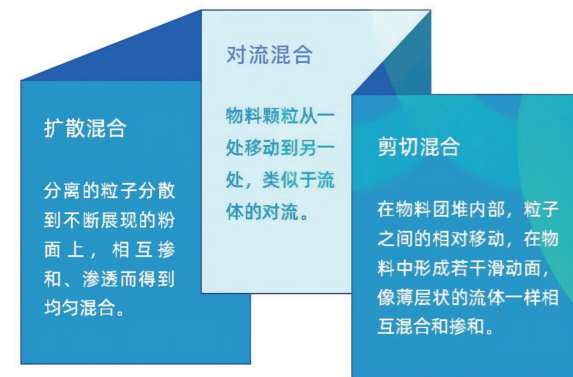 扩散混合
分离的粒子分散
到不断展现的粉
面上，相互掺
和、渗透而得到
均匀混合。
对流混合
物料颗粒从一
处移动到另一
处，类似于流
体的对流。
剪切混合
在物料团堆内部，粒子
之间的相对移动，在物
料中形成若干滑动面，
像薄层状的流体一样相
互混合和掺和。